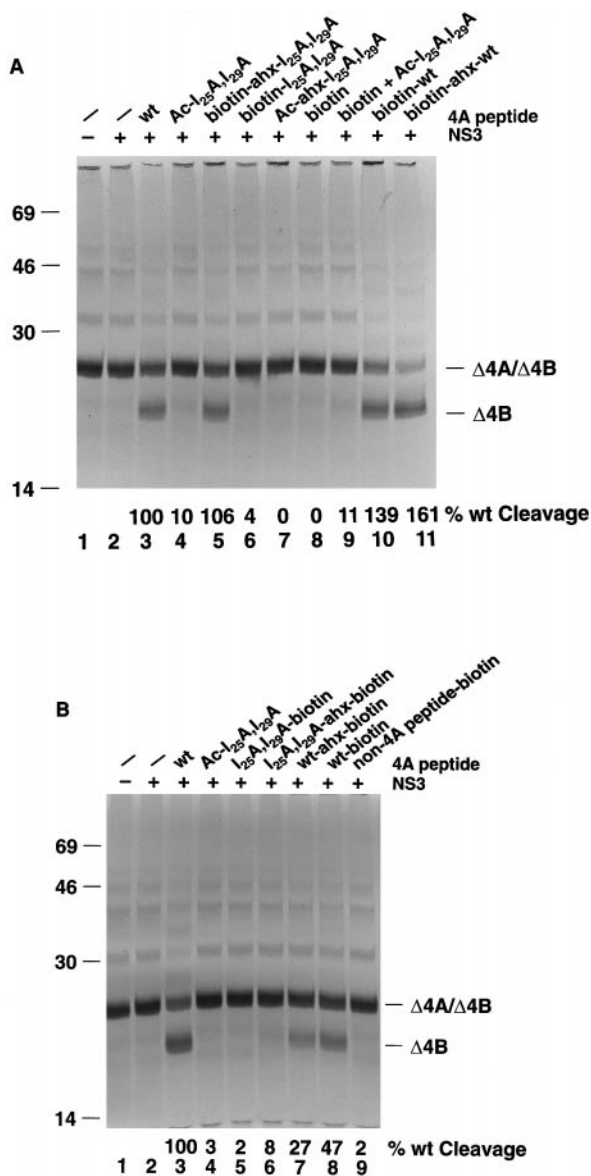 A
/ / wt Ac-I₂₅A,I₂₉A biotin-ahx-I₂₅A,I₂₉A biotin-I₂₅A,I₂₉A Ac-ahx-I₂₅A,I₂₉A biotin biotin + Ac-I₂₅A,I₂₉A biotin-wt biotin-ahx-wt 4A peptide
– + + + + + + + + + + NS3
69
46
30
Δ4A/Δ4B
Δ4B
14
100 10 106 4 0 0 11 139 161 % wt Cleavage
1 2 3 4 5 6 7 8 9 10 11
B
/ / wt Ac-I₂₅A,I₂₉A I₂₅A,I₂₉A-biotin I₂₅A,I₂₉A-ahx-biotin wt-ahx-biotin wt-biotin non-4A peptide-biotin 4A peptide
– + + + + + + + + NS3
69
46
30
Δ4A/Δ4B
Δ4B
14
100 3 2 8 27 47 2 % wt Cleavage
1 2 3 4 5 6 7 8 9